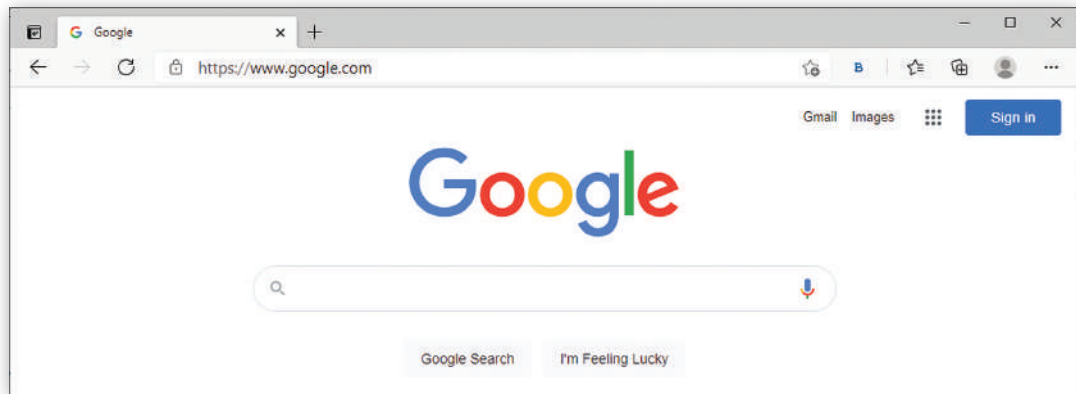 Google
https://www.google.com
B
Gmail Images Sign in
Google
Google Search I'm Feeling Lucky